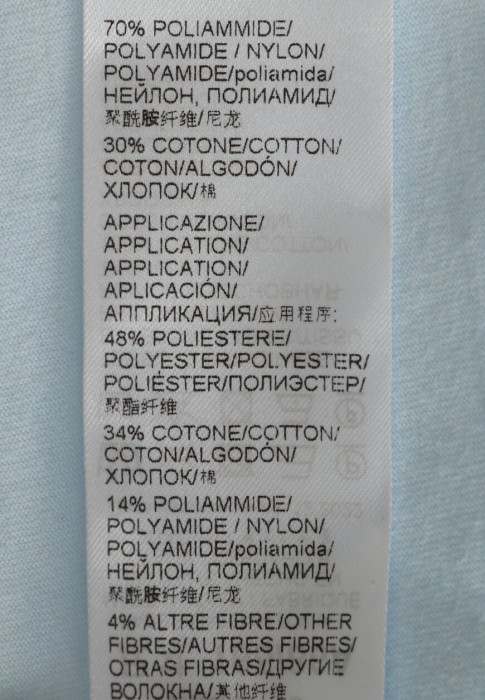 70% POLIAMMIDE/
POLYAMIDE / NYLON/
POLYAMIDE/poliamida/
НЕЙЛОН, ПОЛИАМИД/
聚酰胺纤维/尼龙
30% COTONE/COTTON/
COTON/ALGODÓN/
ХЛОПОК/棉
APPLICAZIONE/
APPLICATION/
APPLICATION/
APLICACIÓN/
АППЛИКАЦИЯ/应用程序:
48% POLIESTERE/
POLYESTER/POLYESTER/
POLIÉSTER/ПОЛИЭСТЕР/
聚酯纤维
34% COTONE/COTTON/
COTON/ALGODÓN/
ХЛОПОК/棉
14% POLIAMMIDE/
POLYAMIDE / NYLON/
POLYAMIDE/poliamida/
НЕЙЛОН, ПОЛИАМИД/
聚酰胺纤维/尼龙
4% ALTRE FIBRE/OTHER
FIBRES/AUTRES FIBRES/
OTRAS FIBRAS/ДРУГИЕ
ВОЛОКНА/其他纤维